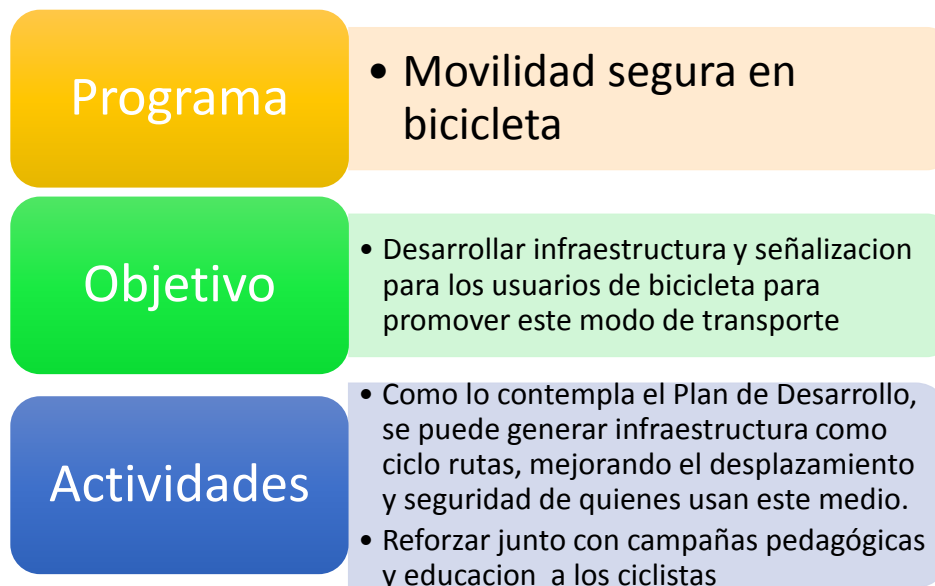 Programa
• Movilidad segura en
bicicleta
Objetivo
• Desarrollar infraestructura y señalizacion
para los usuarios de bicicleta para
promover este modo de transporte
Actividades
• Como lo contempla el Plan de Desarrollo,
se puede generar infraestructura como
ciclo rutas, mejorando el desplazamiento
y seguridad de quienes usan este medio.
• Reforzar junto con campañas pedagógicas
y educacion a los ciclistas